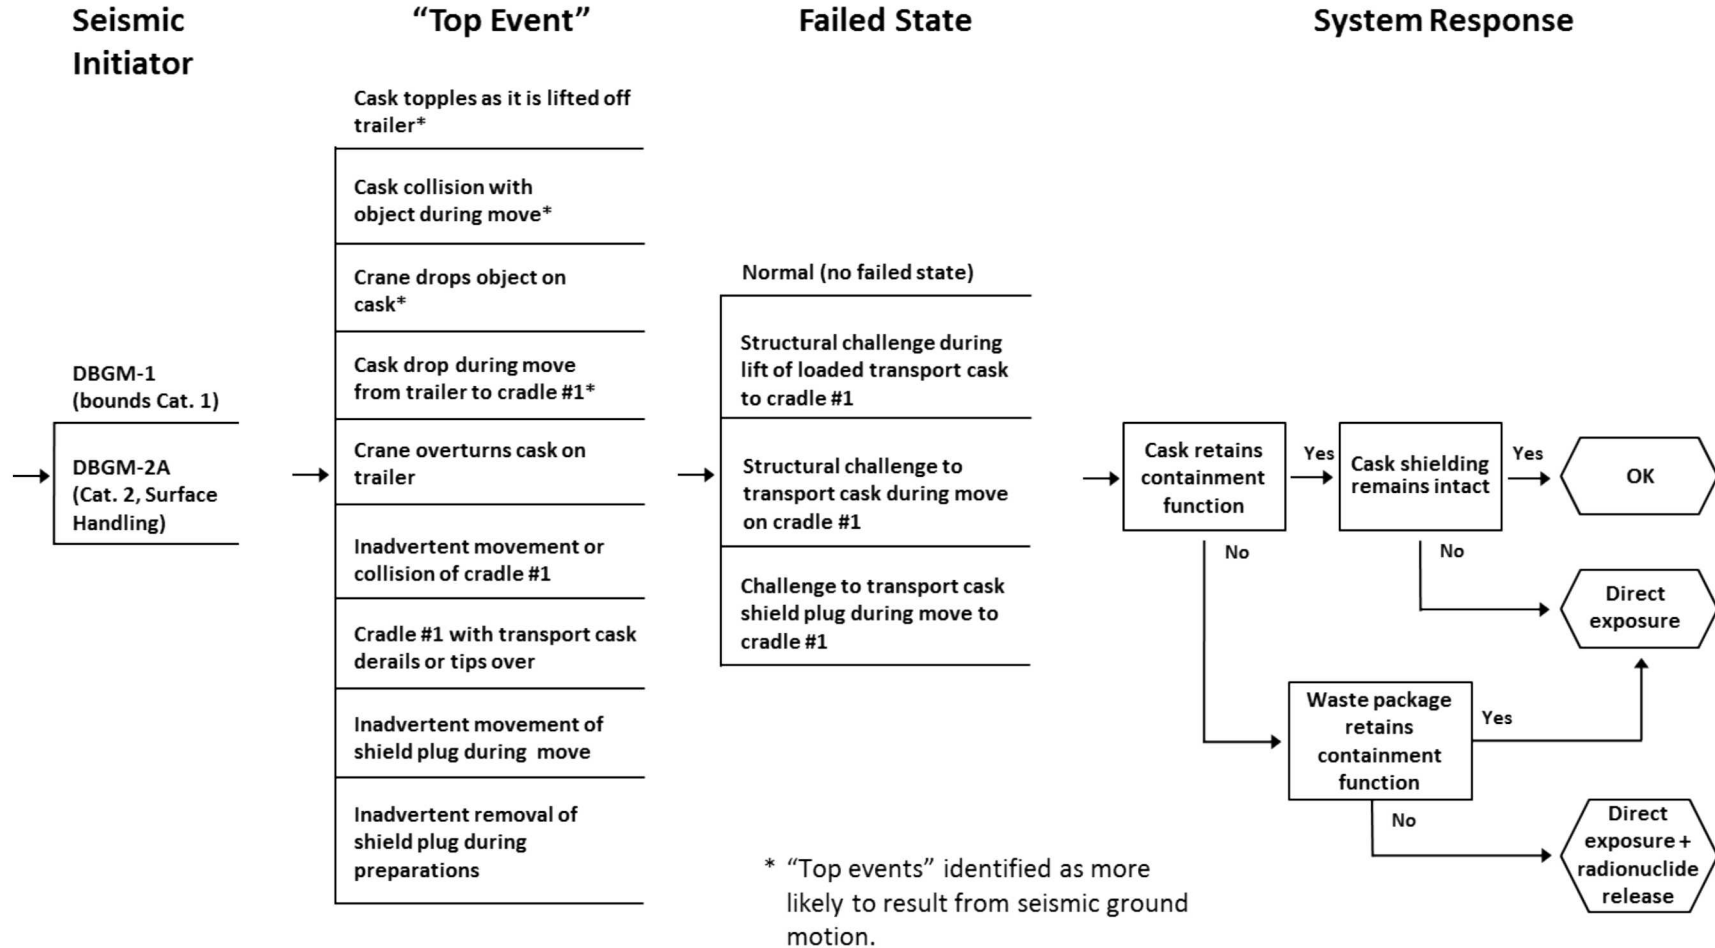 Seismic
Initiator
“Top Event”
Failed State
System Response
DBGM-1
(bounds Cat. 1)
DBGM-2A
(Cat. 2, Surface
Handling)
Cask topples as it is lifted off
trailer*
Cask collision with
object during move*
Crane drops object on
cask*
Cask drop during move
from trailer to cradle #1*
Crane overturns cask on
trailer
Inadvertent movement or
collision of cradle #1
Cradle #1 with transport cask
derails or tips over
Inadvertent movement of
shield plug during move
Inadvertent removal of
shield plug during
preparations
Normal (no failed state)
Structural challenge during
lift of loaded transport cask
to cradle #1
Structural challenge to
transport cask during move
on cradle #1
Challenge to transport cask
shield plug during move to
cradle #1
Cask retains
containment
function
Yes
No
Cask shielding
remains intact
Yes
No
OK
Direct
exposure
Waste package
retains
containment
function
Yes
No
Direct
exposure +
radionuclide
release
* “Top events” identified as more
likely to result from seismic ground
motion.